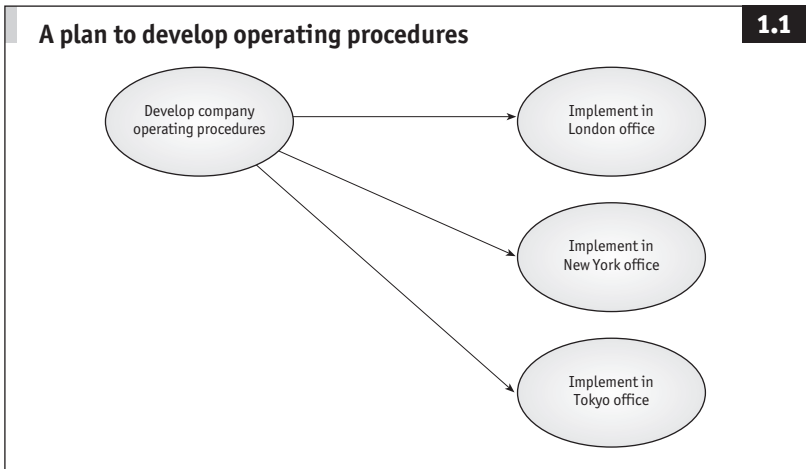 A plan to develop operating procedures
1.1
Develop company
operating procedures
Implement in
London office
Implement in
New York office
Implement in
Tokyo office